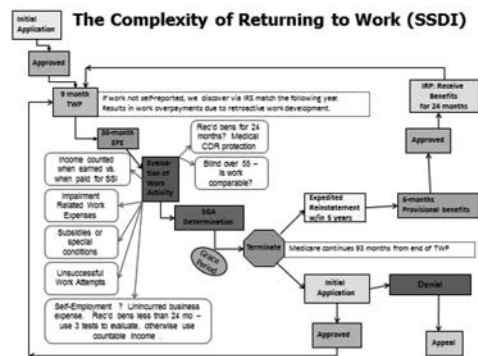 The Complexity of Returning to Work (SSDI)
Initial
Application
Approved
9 month
TWP
If work not self-reported, we discover via IRS match the following year.
Results in work overpayments due to retroactive work development.
IRP: Receive
Benefits
for 24 months
36-month
EPE
Rec'd bens for 24
months? Medical
CDR protection
Approved
Income counted
when earned vs.
when paid for SSI
Evaluation
of Work
Activity
Blind over 55 –
is work
comparable?
Impairment
Related Work
Expenses
SGA
Determination
Expedited
Reinstatement
w/in 5 years
6-months
Provisional benefits
Subsidies or
special
conditions
Grace
Period
Terminate
Medicare continues 93 months from end of TWP
Unsuccessful
Work Attempts
Initial
Application
Denial
Self-Employment ? Unincurred business
expense. Rec'd bens less than 24 mo –
use 3 tests to evaluate, otherwise use
countable income .
Approved
Appeal